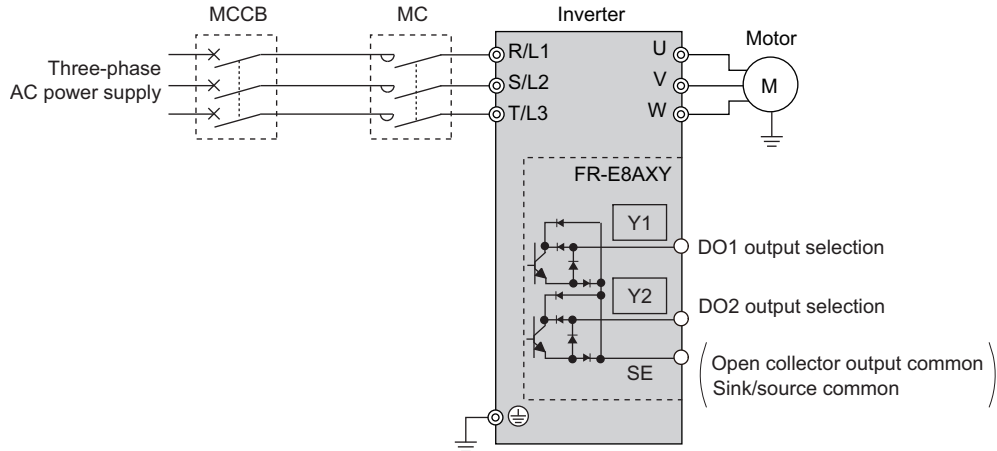 MCCB
MC
Inverter
Three-phase
AC power supply
R/L1
S/L2
T/L3
U
V
W
Motor
M
FR-E8AXY
Y1
DO1 output selection
Y2
DO2 output selection
SE
Open collector output common
Sink/source common